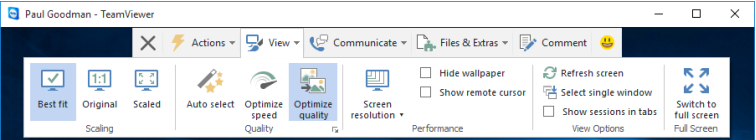 Paul Goodman - TeamViewer
Actions View Communicate Files & Extras Comment
Best fit
Original
Scaled
Scaling
1:1
Auto select
Optimize speed
Optimize quality
Quality
Screen resolution
Hide wallpaper
Show remote cursor
Performance
Refresh screen
Select single window
Show sessions in tabs
View Options
Switch to full screen
Full Screen